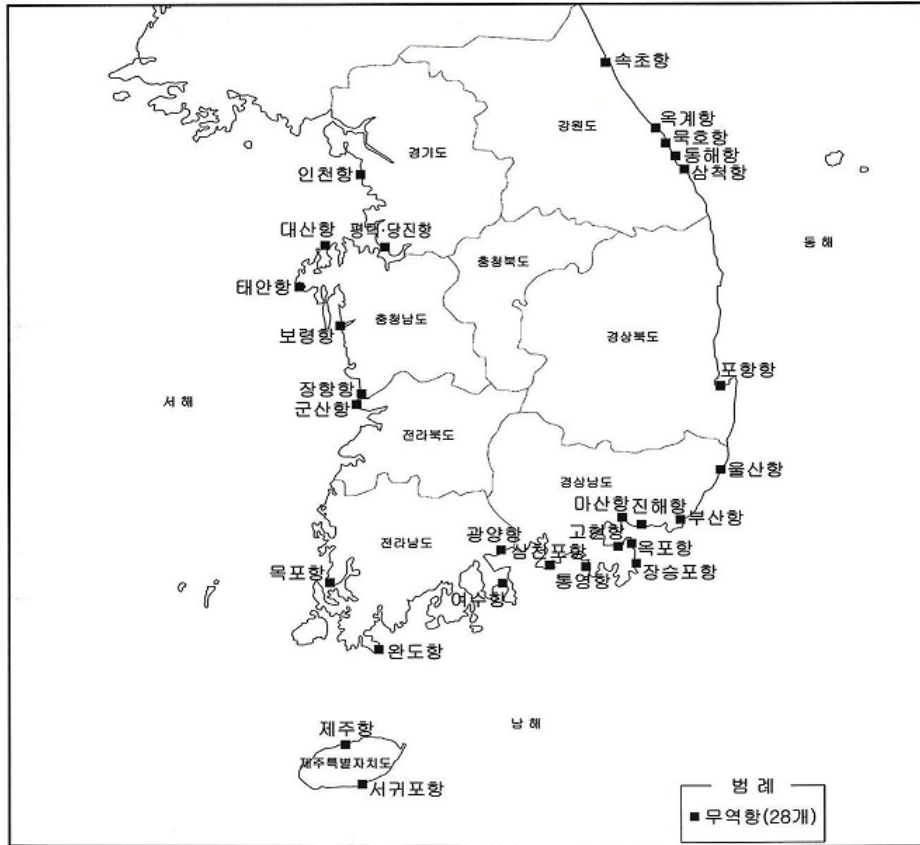 속초항
옥계항
강원도
묵호항
경기도
동해항
삼척항
인천항
대산항
평택·당진항
동해
충청북도
태안항
충청남도
보령항
경상북도
포항항
장항항
서해
군산항
전라북도
울산항
경상남도
마산항
진해항
부산항
광양항
고현항
전라남도
삼천포항
옥포항
목포항
통영항
장승포항
여수항
완도항
남해
제주항
제주특별자치도
서귀포항
범례
■ 무역항(28개)